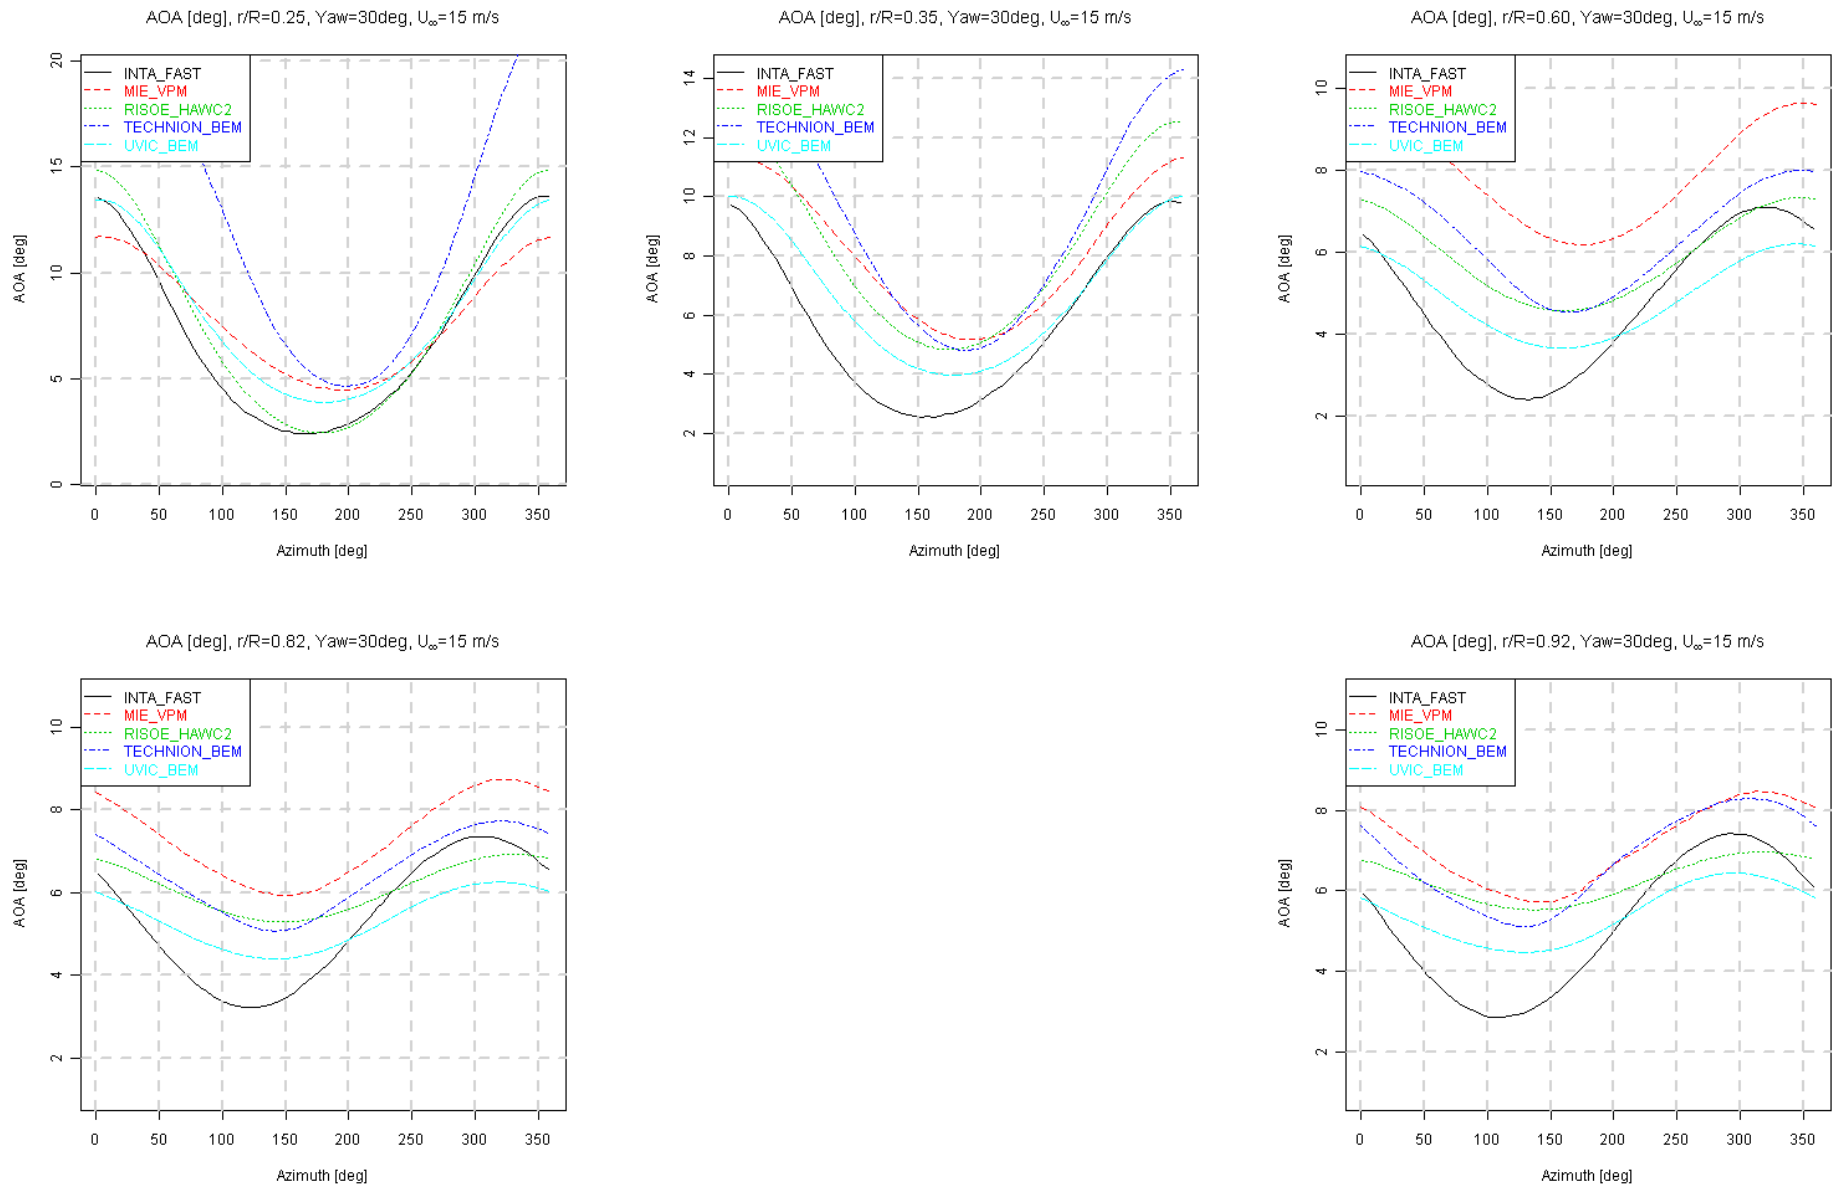 AOA [deg], r/R=0.25, Yaw=30deg, U∞=15 m/s
20
15
10
5
0
AOA [deg]
INTA_FAST
MIE_VPM
RISOE_HAWC2
TECHNION_BEM
UVIC_BEM
0 50 100 150 200 250 300 350
Azimuth [deg]
AOA [deg], r/R=0.35, Yaw=30deg, U∞=15 m/s
14
12
10
8
6
4
2
AOA [deg]
INTA_FAST
MIE_VPM
RISOE_HAWC2
TECHNION_BEM
UVIC_BEM
0 50 100 150 200 250 300 350
Azimuth [deg]
AOA [deg], r/R=0.60, Yaw=30deg, U∞=15 m/s
10
8
6
4
2
AOA [deg]
INTA_FAST
MIE_VPM
RISOE_HAWC2
TECHNION_BEM
UVIC_BEM
0 50 100 150 200 250 300 350
Azimuth [deg]
AOA [deg], r/R=0.82, Yaw=30deg, U∞=15 m/s
10
8
6
4
2
AOA [deg]
INTA_FAST
MIE_VPM
RISOE_HAWC2
TECHNION_BEM
UVIC_BEM
0 50 100 150 200 250 300 350
Azimuth [deg]
AOA [deg], r/R=0.92, Yaw=30deg, U∞=15 m/s
10
8
6
4
2
AOA [deg]
INTA_FAST
MIE_VPM
RISOE_HAWC2
TECHNION_BEM
UVIC_BEM
0 50 100 150 200 250 300 350
Azimuth [deg]